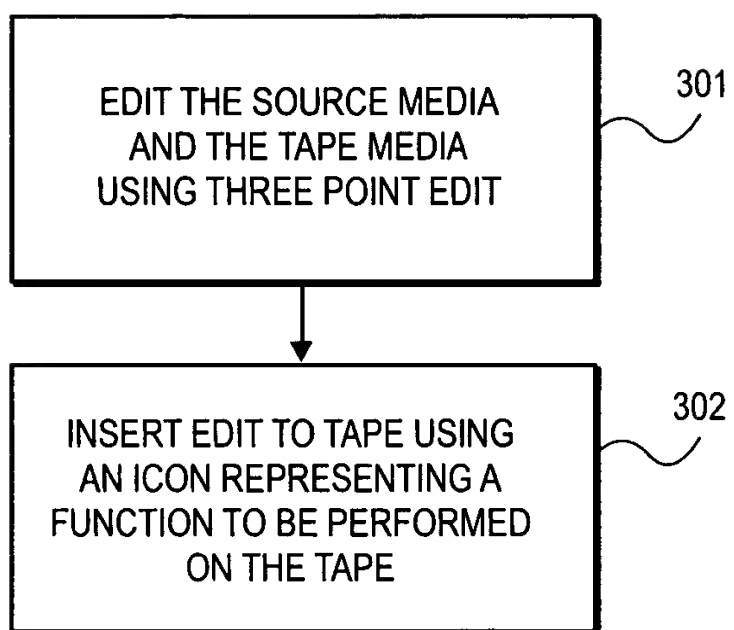 EDIT THE SOURCE MEDIA
AND THE TAPE MEDIA
USING THREE POINT EDIT
301
INSERT EDIT TO TAPE USING
AN ICON REPRESENTING A
FUNCTION TO BE PERFORMED
ON THE TAPE
302